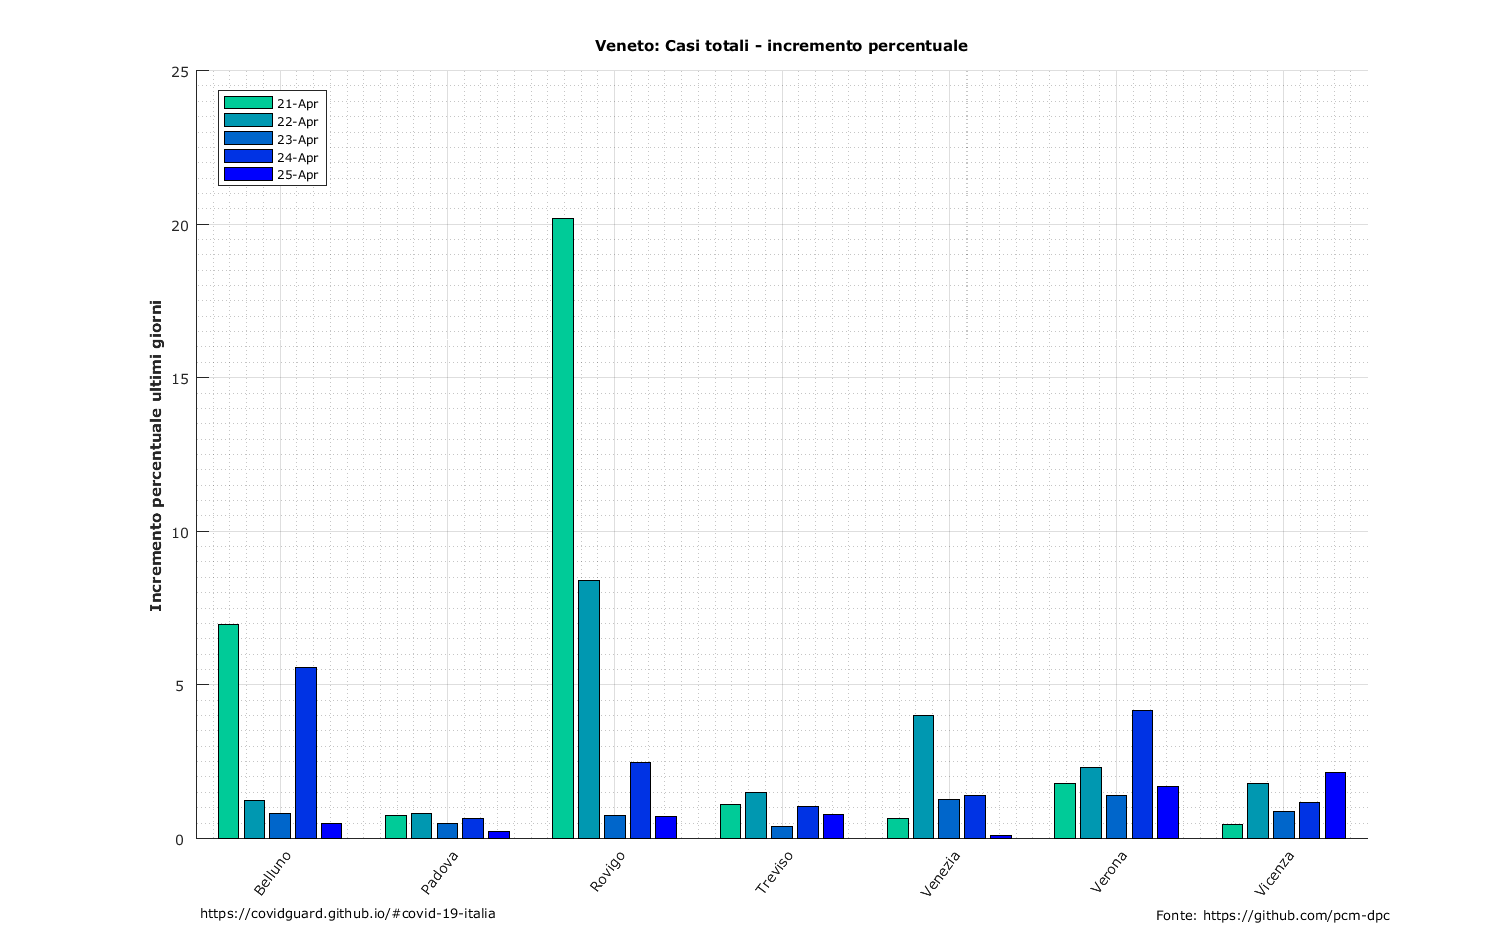 Veneto: Casi totali - incremento percentuale
25
20
15
10
5
0
Incremento percentuale ultimi giorni
21-Apr
22-Apr
23-Apr
24-Apr
25-Apr
Belluno
Padova
Rovigo
Treviso
Venezia
Verona
Vicenza
https://covidguard.github.io/#covid-19-italia
Fonte: https://github.com/pcm-dpc